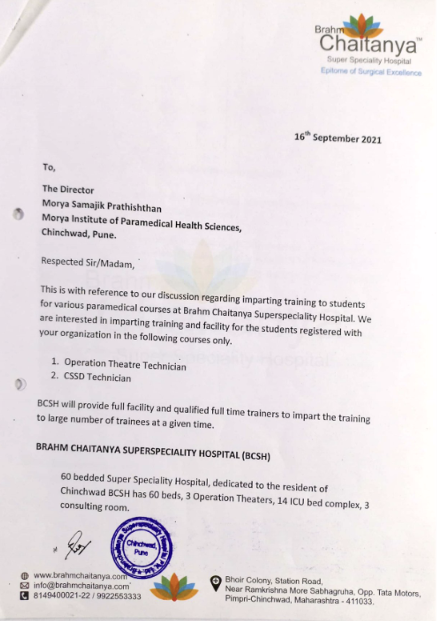 Brahm
Chaitanya™
Super Speciality Hospital
Epitome of Surgical Excellence
16th September 2021
To,
The Director
Morya Samajik Prathishthan
Morya Institute of Paramedical Health Sciences,
Chinchwad, Pune.
Respected Sir/Madam,
This is with reference to our discussion regarding imparting training to students
for various paramedical courses at Brahm Chaitanya Superspeciality Hospital. We
are interested in imparting training and facility for the students registered with
your organization in the following courses only.
1. Operation Theatre Technician
2. CSSD Technician
BCSH will provide full facility and qualified full time trainers to impart the training
to large number of trainees at a given time.
BRAHM CHAITANYA SUPERSPECIALITY HOSPITAL (BCSH)
60 bedded Super Speciality Hospital, dedicated to the resident of
Chinchwad BCSH has 60 beds, 3 Operation Theaters, 14 ICU bed complex, 3
consulting room.
Chinchwad,
Pune
www.brahmchaitanya.com
info@brahmchaitanya.com
8149400021-22 / 9922553333
Bhoir Colony, Station Road,
Near Ramkrishna More Sabhagruha, Opp. Tata Motors,
Pimpri-Chinchwad, Maharashtra - 411033.